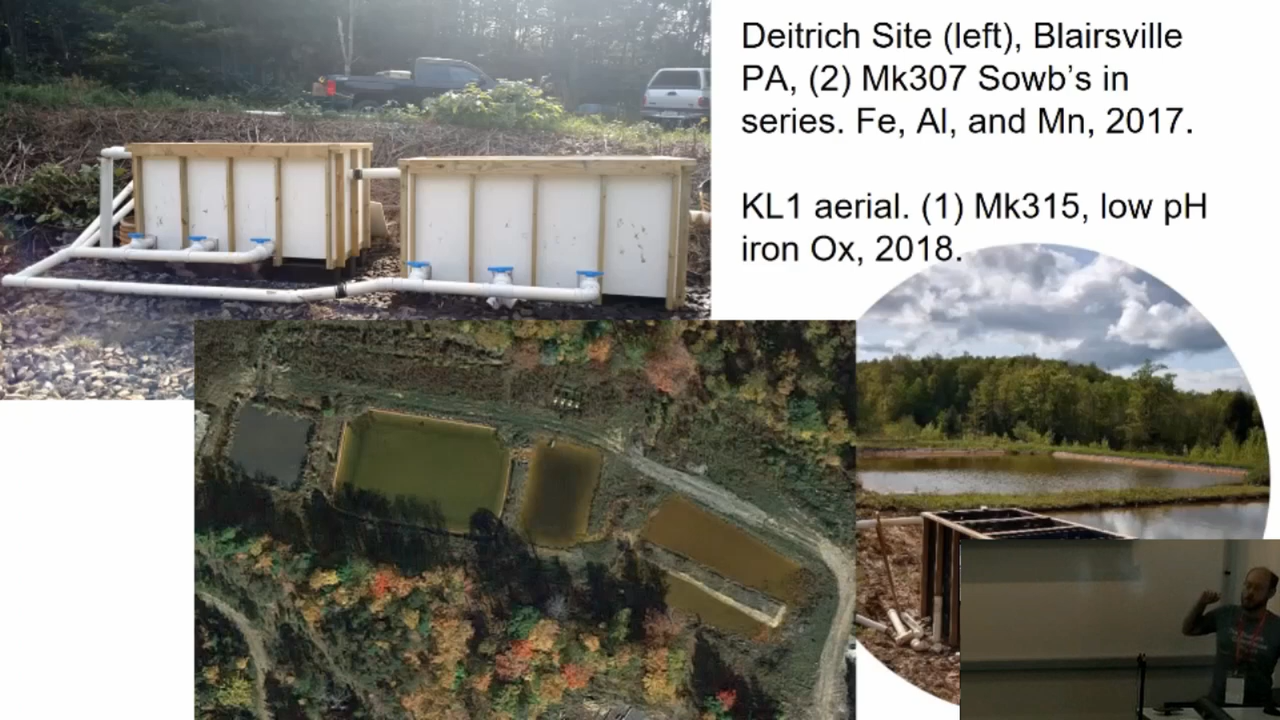 Deitrich Site (left), Blairsville
PA, (2) Mk307 Sowb's in
series. Fe, Al, and Mn, 2017.
KL1 aerial. (1) Mk315, low pH
iron Ox, 2018.